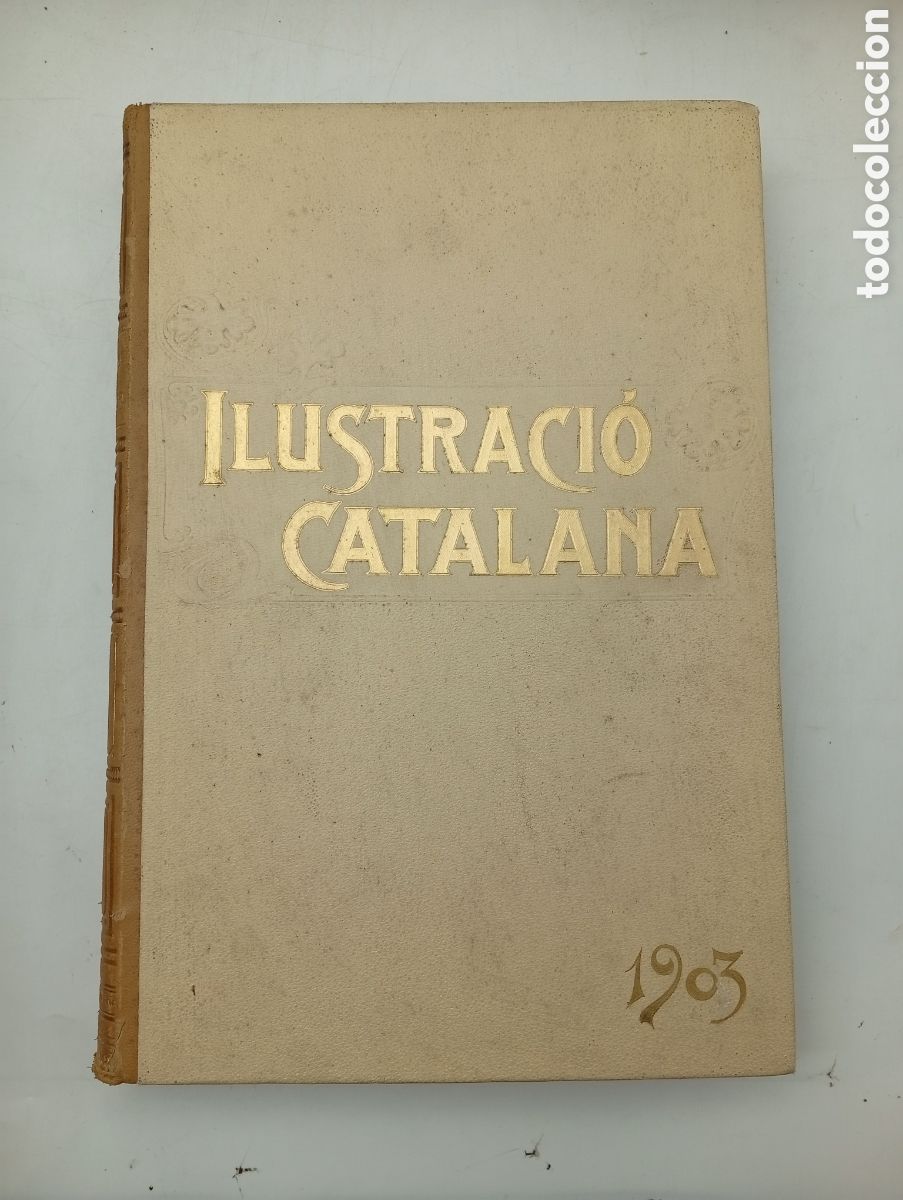 ILUSTRACIÓ
CATALANA
1903
todocoleccion